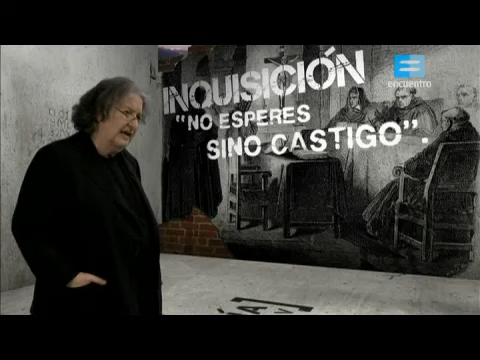 INQUISICIÓN
"NO ESPERES
SINO CASTIGO".
encuentro